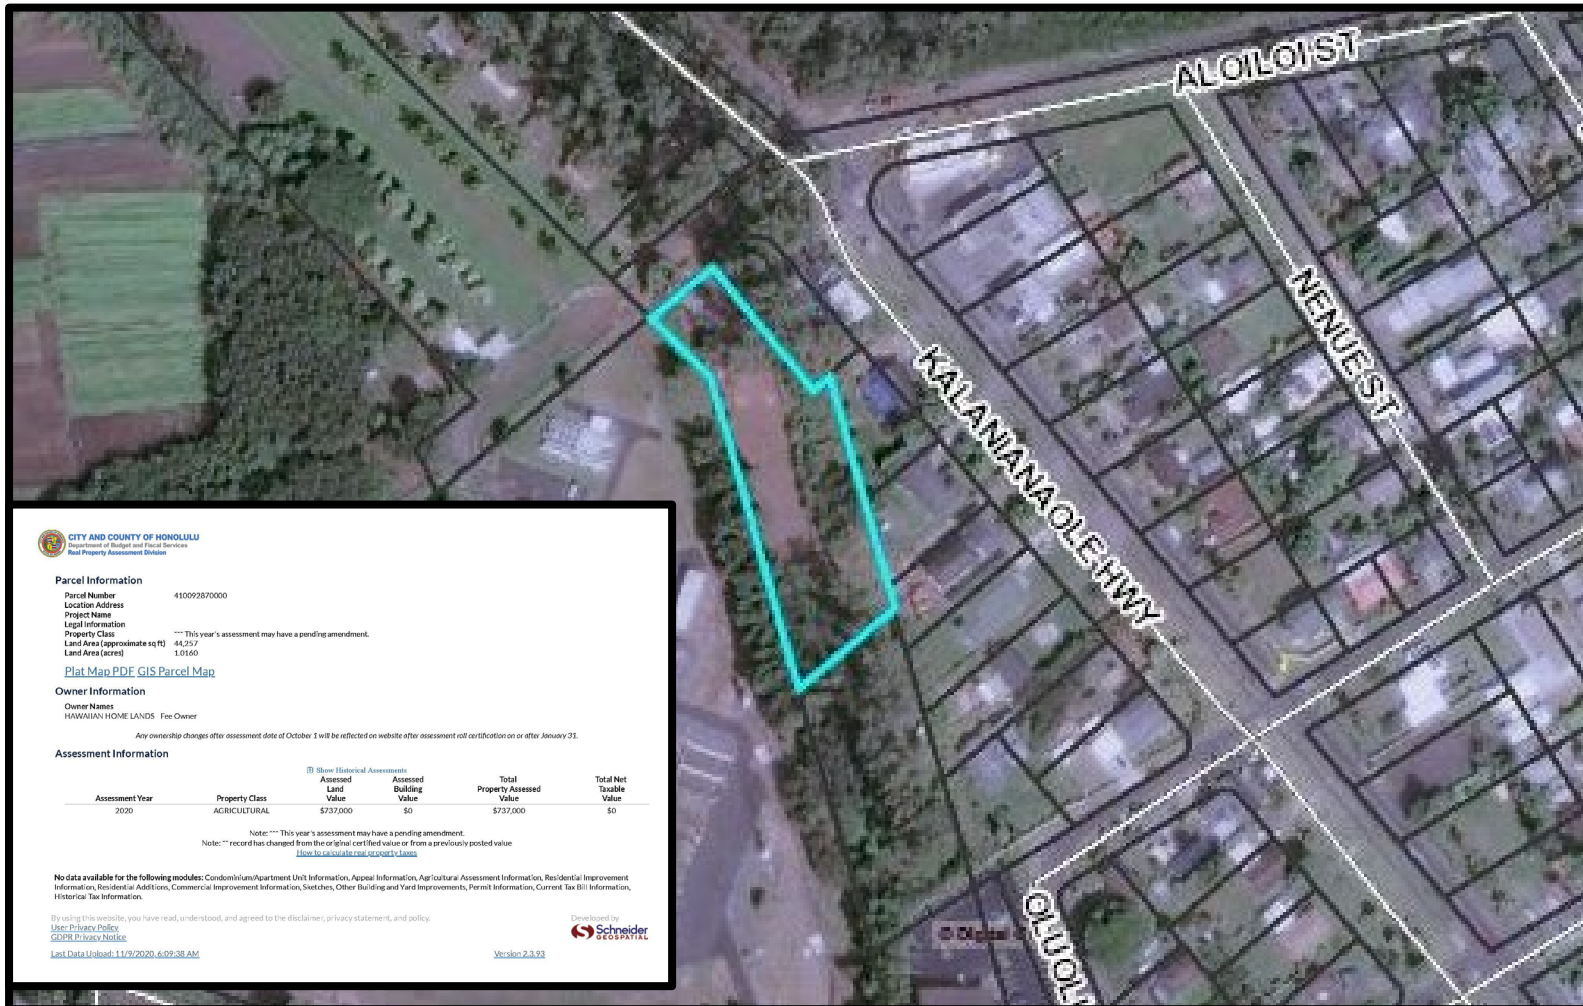 ALOILOI ST
NENUE ST
KALANIANAOLE HWY
CITY AND COUNTY OF HONOLULU
Department of Budget and Fiscal Services
Real Property Assessment Division
Parcel Information
Parcel Number 410092870000
Location Address
Project Name
Legal Information
Property Class *** This year's assessment may have a pending amendment.
Land Area (approximate sq ft) 44,257
Land Area (acres) 1.0160
Plat Map PDF GIS Parcel Map
Owner Information
Owner Names
HAWAIIAN HOME LANDS Fee Owner
Any ownership changes after assessment date of October 1 will be reflected on website after assessment roll certification on or after January 31.
Assessment Information
Show Historical Assessments
Assessment Year Property Class Assessed Land Value Assessed Building Value Total Property Assessed Value Total Net Taxable Value
2020 AGRICULTURAL $737,000 $0 $737,000 $0
Note: *** This year's assessment may have a pending amendment.
Note: ** record has changed from the original certified value or from a previously posted value
How to calculate real property taxes
No data available for the following modules: Condominium/Apartment Unit Information, Appeal Information, Agricultural Assessment Information, Residential Improvement
Information, Residential Additions, Commercial Improvement Information, Sketches, Other Building and Yard Improvements, Permit Information, Current Tax Bill Information,
Historical Tax Information.
By using this website, you have read, understood, and agreed to the disclaimer, privacy statement, and policy.
User Privacy Policy
GDPR Privacy Notice
Last Data Upload: 11/9/2020, 6:09:38 AM
Developed by
Schneider
GEOSPATIAL
Version 2.3.93